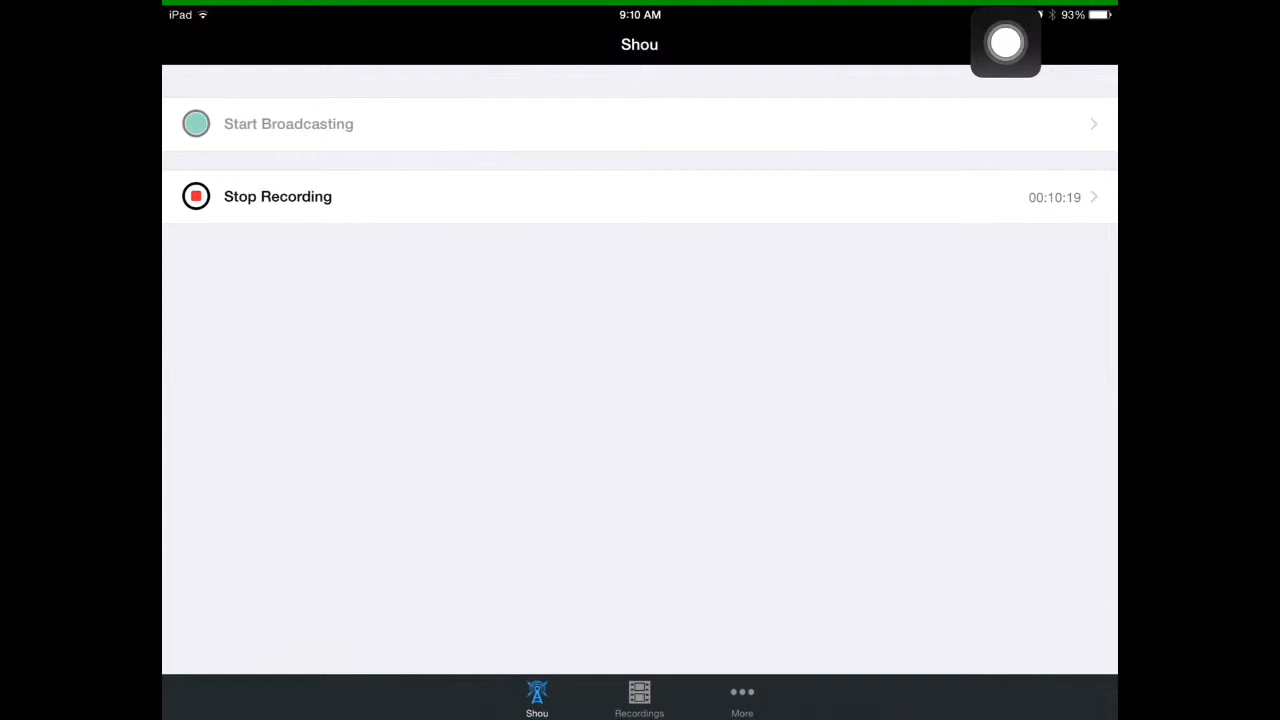 iPad 9:10 AM 93%
Shou
Start Broadcasting
Stop Recording 00:10:19
Shou Recordings More